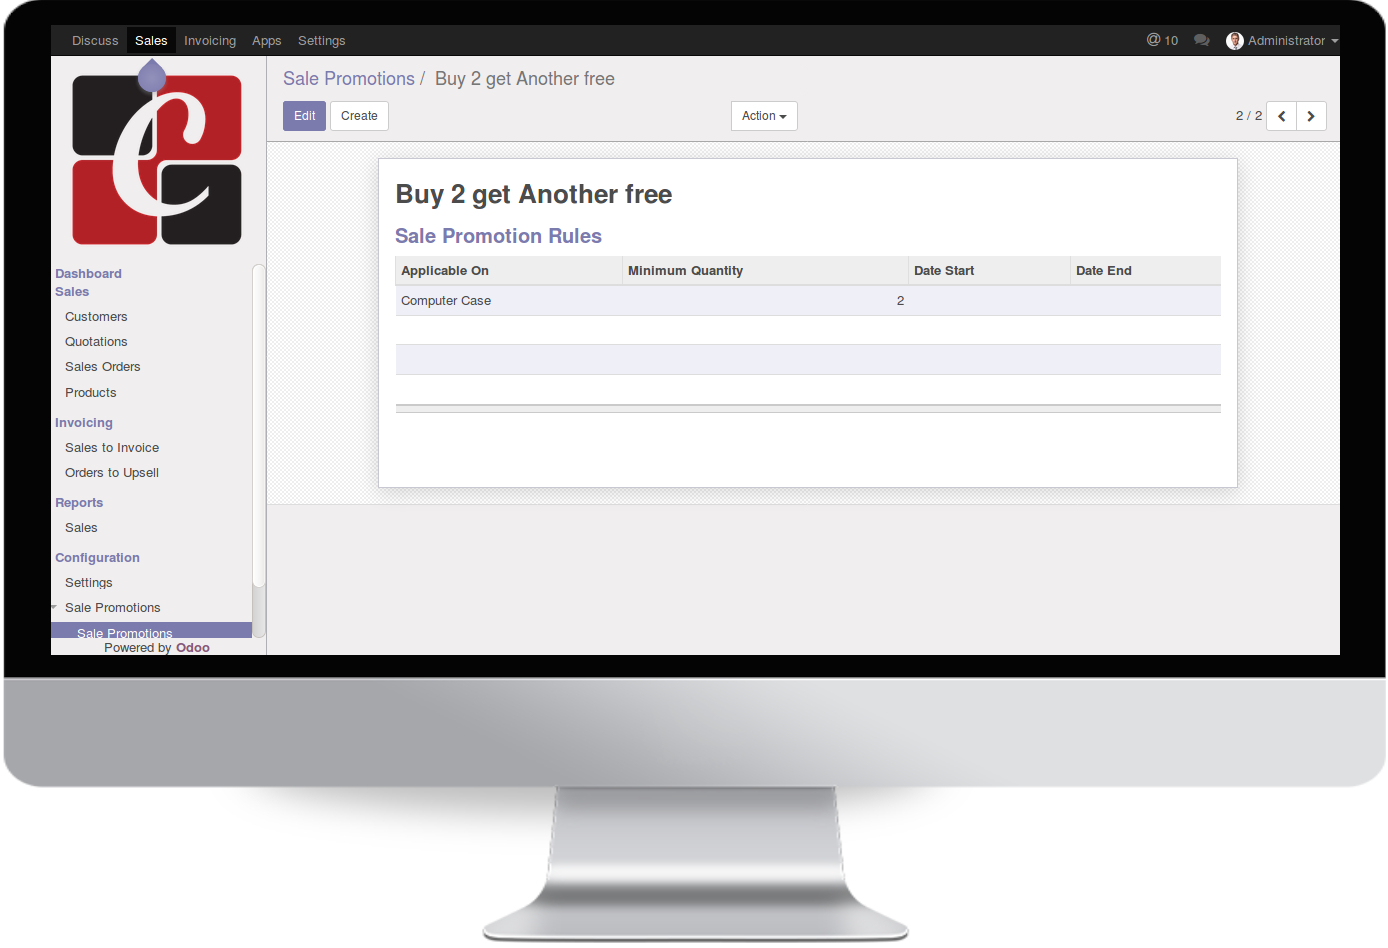 Discuss Sales Invoicing Apps Settings @ 10 Administrator
Sale Promotions / Buy 2 get Another free
Edit Create Action 2 / 2
C
Buy 2 get Another free
Sale Promotion Rules
Applicable On Minimum Quantity Date Start Date End
Computer Case 2
Dashboard
Sales
Customers
Quotations
Sales Orders
Products
Invoicing
Sales to Invoice
Orders to Upsell
Reports
Sales
Configuration
Settings
Sale Promotions
Sale Promotions
Powered by Odoo